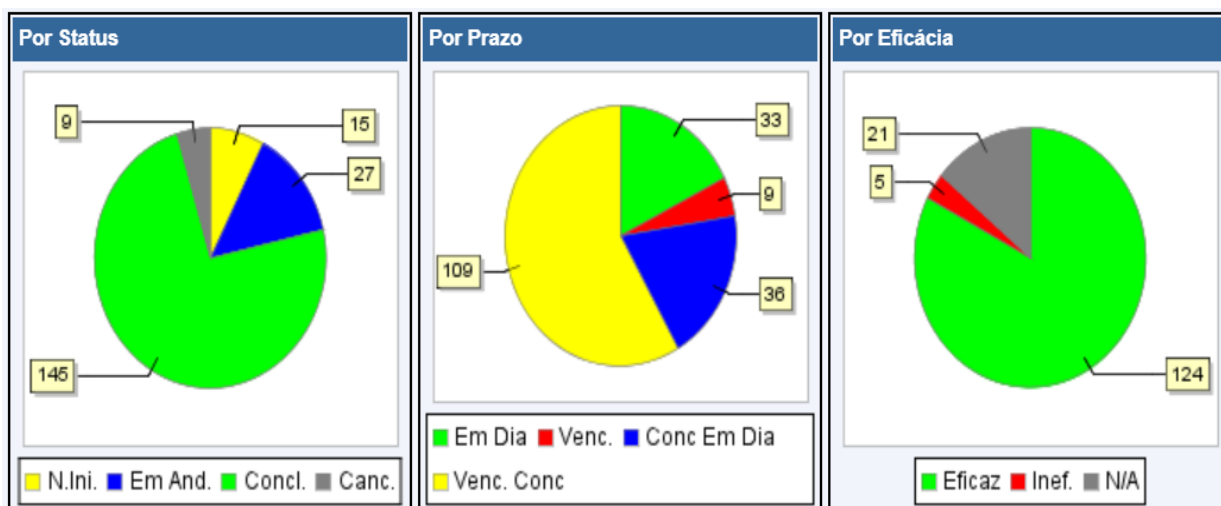 Por Status
9
15
27
145
N.Ini. Em And. Concl. Canc.
Por Prazo
33
9
109
36
Em Dia Venc. Conc Em Dia
Venc. Conc
Por Eficácia
21
5
124
Eficaz Inef. N/A